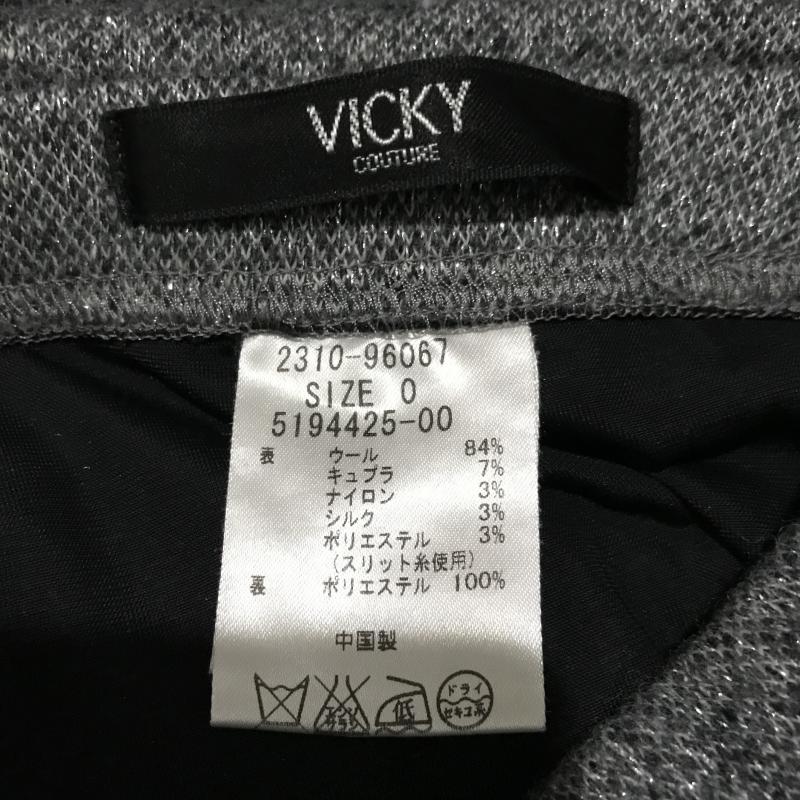 VICKY
COUTURE
2310-96067
SIZE 0
5194425-00
表 ウール 84%
キュプラ 7%
ナイロン 3%
シルク 3%
ポリエステル 3%
(スリット糸使用)
裏 ポリエステル 100%
中国製
低
ドライ
セキユ系